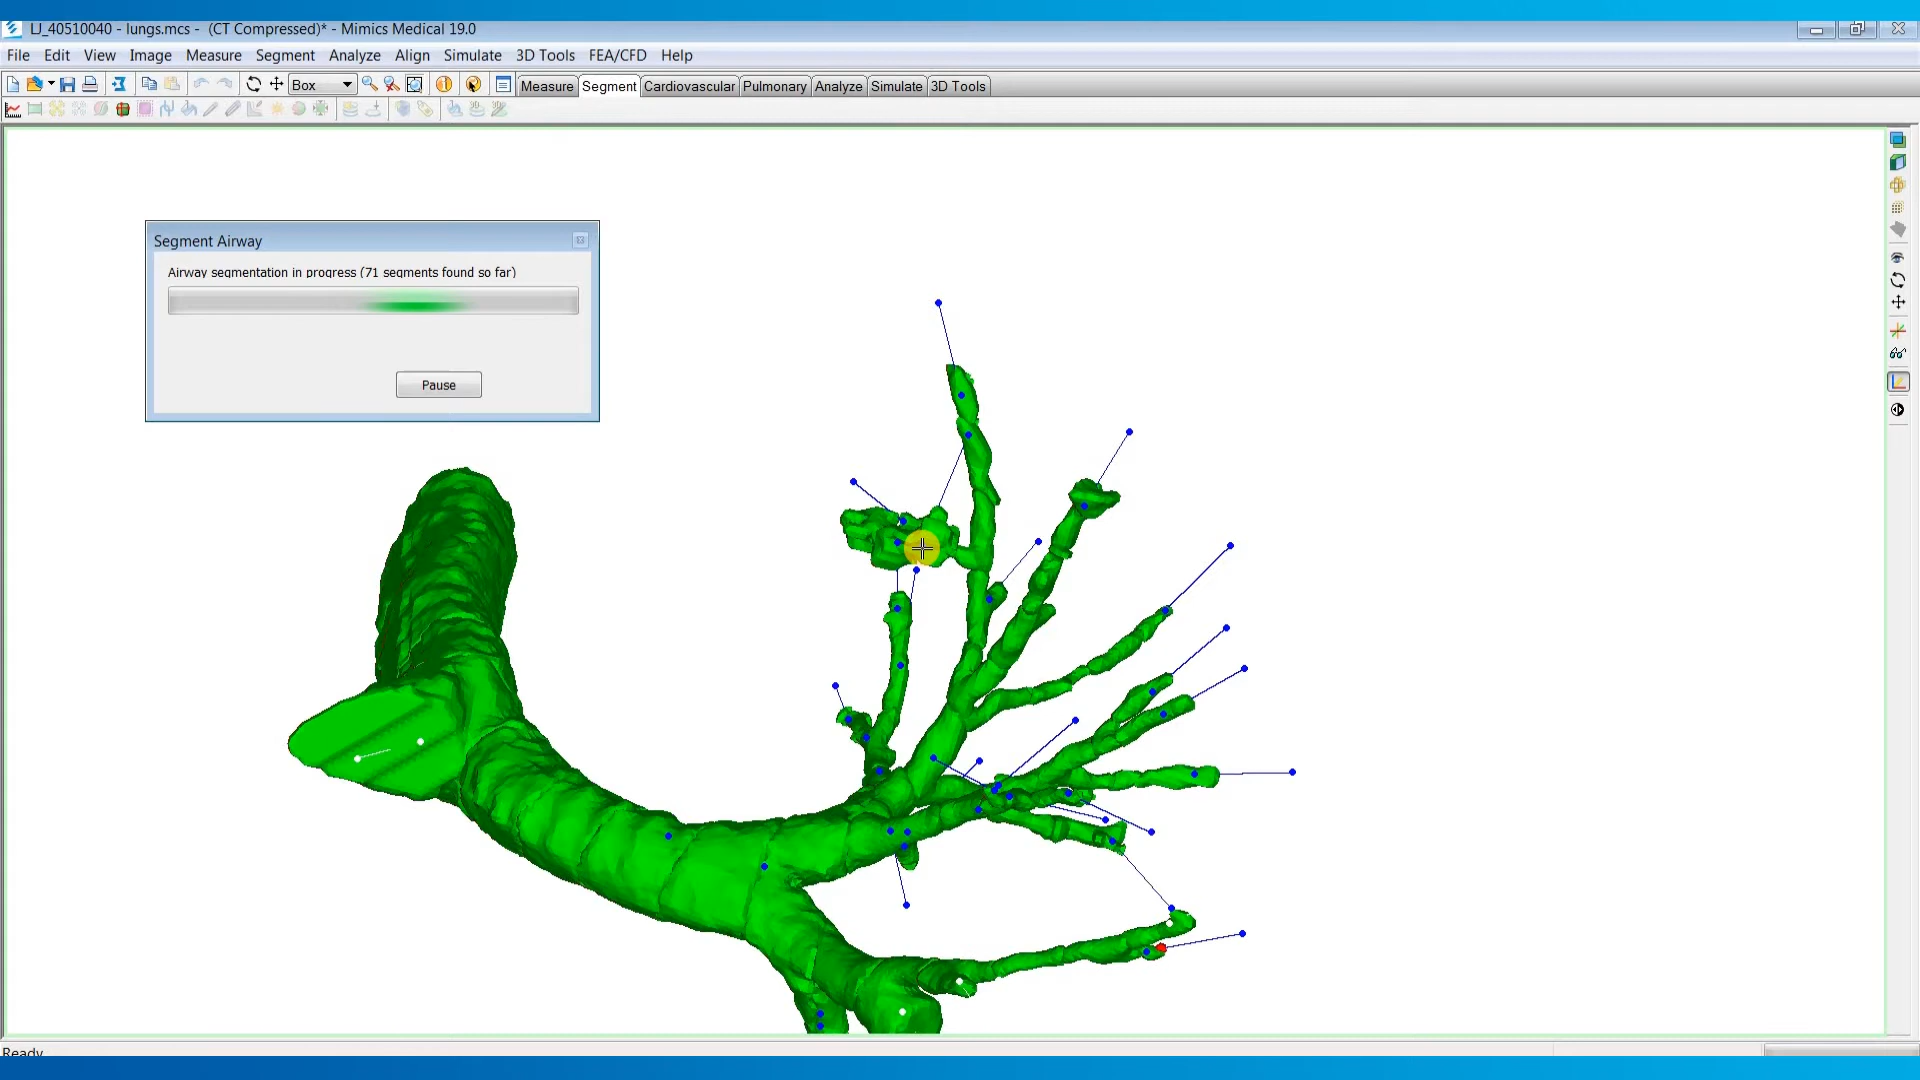 LJ_40510040 - lungs.mcs - (CT Compressed)* - Mimics Medical 19.0
File Edit View Image Measure Segment Analyze Align Simulate 3D Tools FEA/CFD Help
Box Measure Segment Cardiovascular Pulmonary Analyze Simulate 3D Tools
Segment Airway
Airway segmentation in progress (71 segments found so far)
Pause
Ready